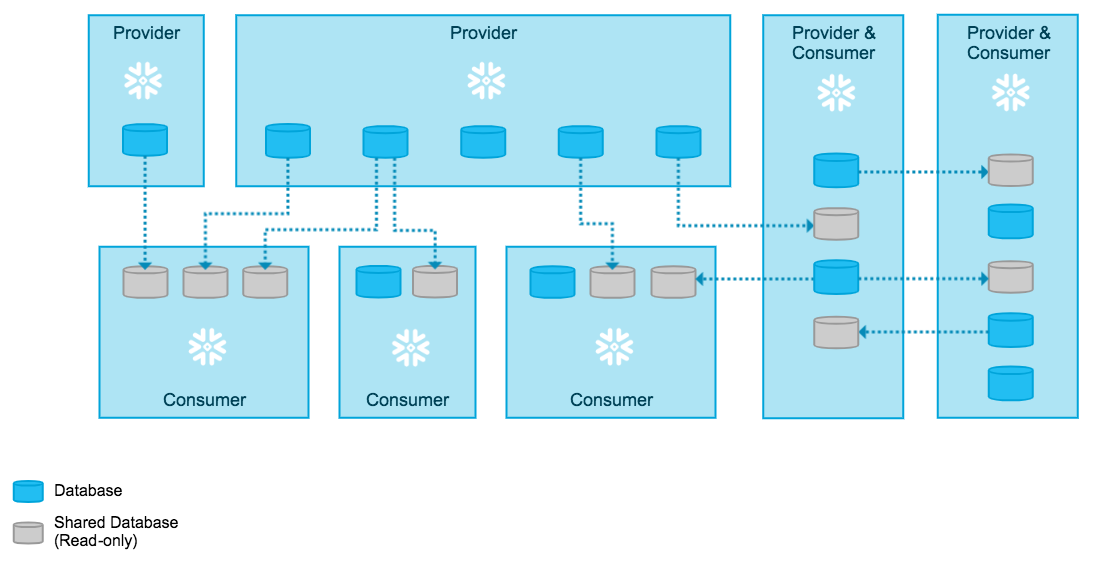 Provider
Provider
Provider &
Consumer
Provider &
Consumer
Consumer
Consumer
Consumer
Database
Shared Database
(Read-only)